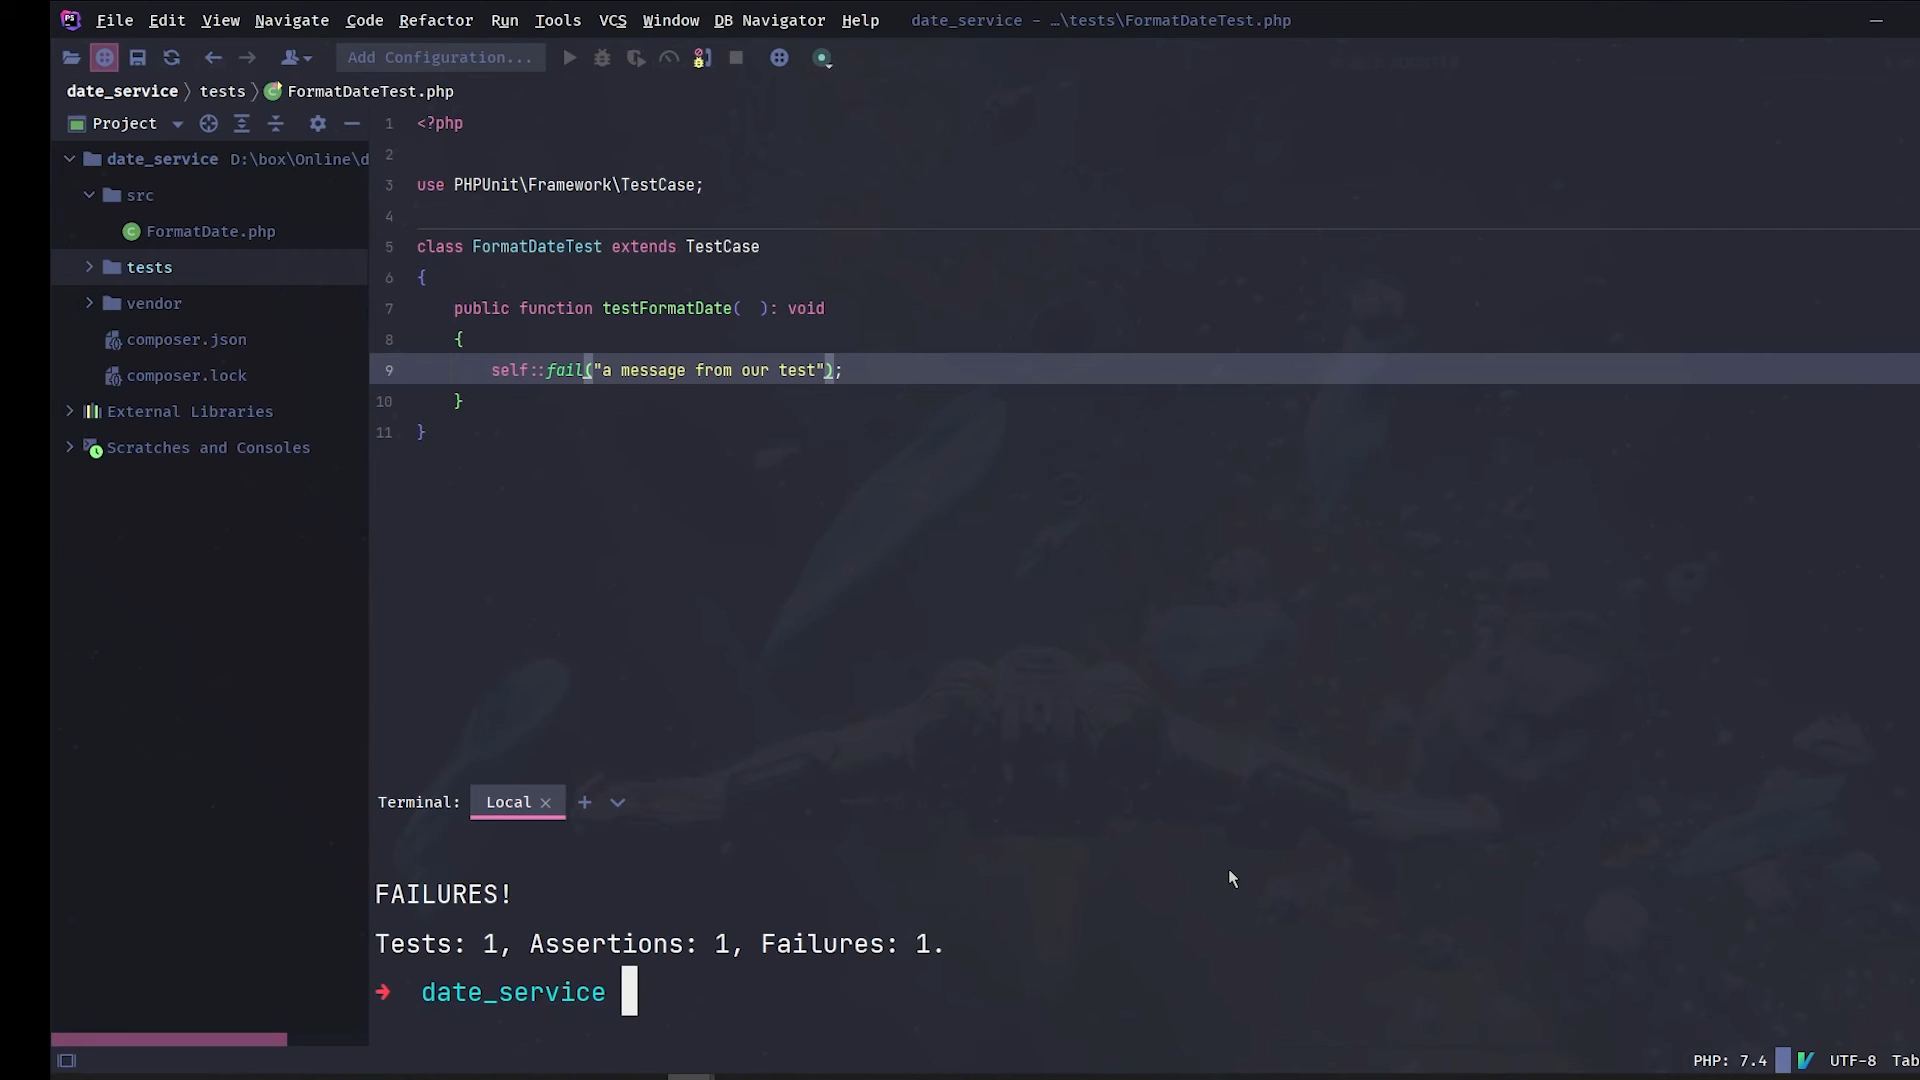 PS File Edit View Navigate Code Refactor Run Tools VCS Window DB Navigator Help date_service – …\tests\FormatDateTest.php
Add Configuration...
date_service 〉 tests 〉 FormatDateTest.php
Project
date_service D:\box\Online\d
src
FormatDate.php
tests
vendor
composer.json
composer.lock
External Libraries
Scratches and Consoles
1 <?php
2
3 use PHPUnit\Framework\TestCase;
4
5 class FormatDateTest extends TestCase
6 {
7 public function testFormatDate(  ): void
8 {
9 self::fail("a message from our test");
10 }
11 }
Terminal: Local × +
FAILURES!
Tests: 1, Assertions: 1, Failures: 1.
➜ date_service
PHP: 7.4 UTF-8 Tab